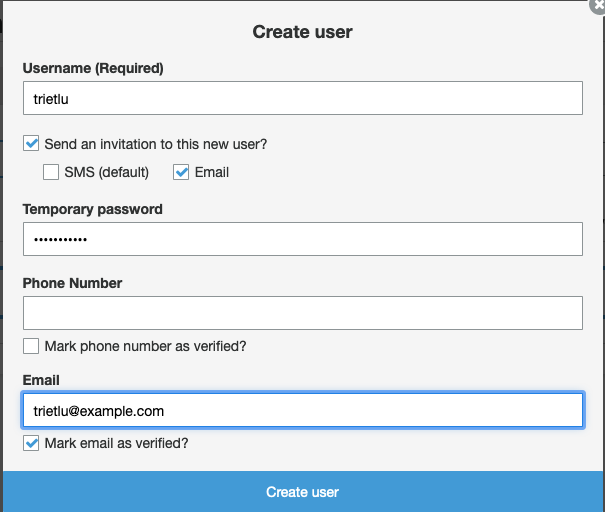 Create user
Username (Required)
trietlu
Send an invitation to this new user?
SMS (default) Email
Temporary password
•••••••••••
Phone Number
Mark phone number as verified?
Email
trietlu@example.com
Mark email as verified?
Create user